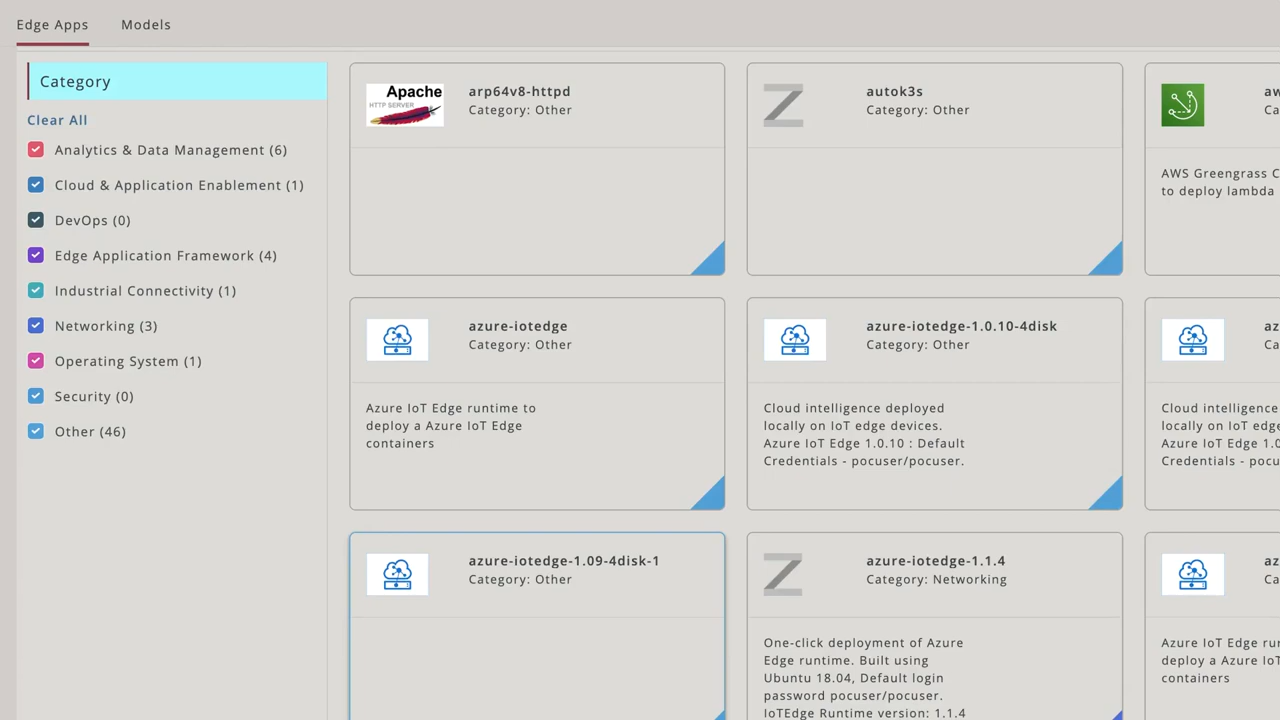 Edge Apps
Models
Category
Clear All
Analytics & Data Management (6)
Cloud & Application Enablement (1)
DevOps (0)
Edge Application Framework (4)
Industrial Connectivity (1)
Networking (3)
Operating System (1)
Security (0)
Other (46)
Apache
HTTP SERVER
arp64v8-httpd
Category: Other
autok3s
Category: Other
AWS Greengrass
to deploy lambda
azure-iotedge
Category: Other
Azure IoT Edge runtime to
deploy a Azure IoT Edge
containers
azure-iotedge-1.0.10-4disk
Category: Other
Cloud intelligence deployed
locally on IoT edge devices.
Azure IoT Edge 1.0.10 : Default
Credentials - pocuser/pocuser.
Cloud intelligence
locally on IoT
Azure IoT Edge
Credentials -
azure-iotedge-1.09-4disk-1
Category: Other
azure-iotedge-1.1.4
Category: Networking
One-click deployment of Azure
Edge runtime. Built using
Ubuntu 18.04, Default login
password pocuser/pocuser.
IoTEdge Runtime version: 1.1.4
Azure IoT Edge
deploy a Azure
containers